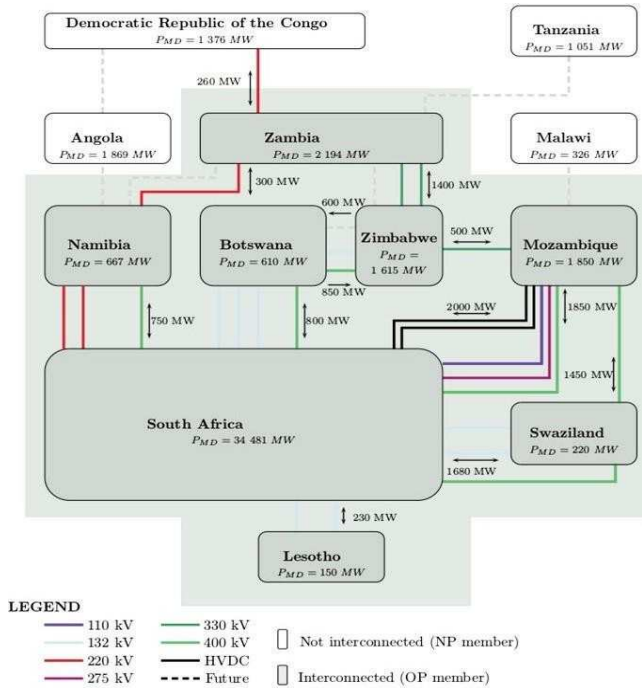 Democratic Republic of the Congo
P_MD = 1 376 MW
Tanzania
P_MD = 1 051 MW
260 MW
Angola
P_MD = 1 869 MW
Zambia
P_MD = 2 194 MW
Malawi
P_MD = 326 MW
300 MW
1400 MW
600 MW
Namibia
P_MD = 667 MW
Botswana
P_MD = 610 MW
Zimbabwe
P_MD =
1 615 MW
500 MW
Mozambique
P_MD = 1 850 MW
850 MW
750 MW
800 MW
2000 MW
1850 MW
1450 MW
South Africa
P_MD = 34 481 MW
Swaziland
P_MD = 220 MW
1680 MW
230 MW
Lesotho
P_MD = 150 MW
LEGEND
110 kV
132 kV
220 kV
275 kV
330 kV
400 kV
HVDC
Future
Not interconnected (NP member)
Interconnected (OP member)